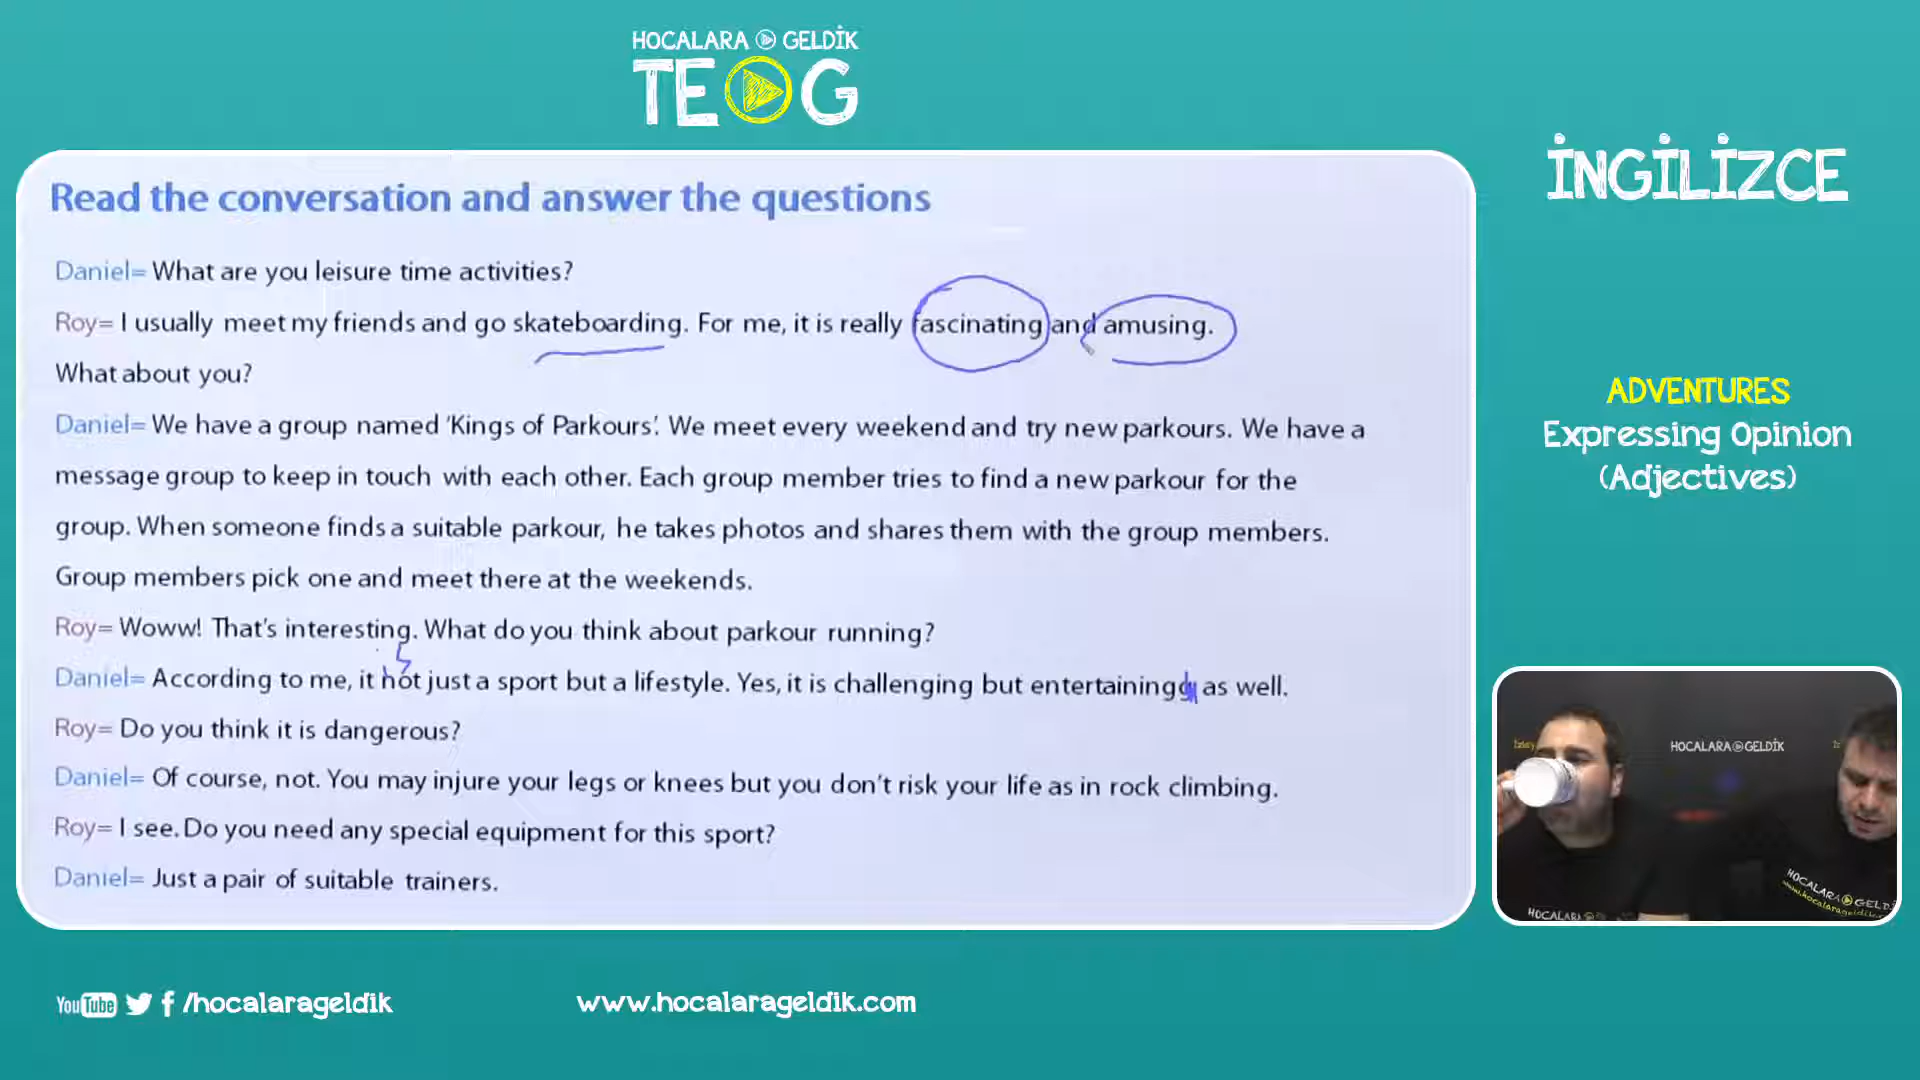 HOCALARA GELDİK
TEOG
İNGİLİZCE
Read the conversation and answer the questions
Daniel= What are you leisure time activities?
Roy= I usually meet my friends and go skateboarding. For me, it is really fascinating and amusing.
What about you?
Daniel= We have a group named 'Kings of Parkours'. We meet every weekend and try new parkours. We have a
message group to keep in touch with each other. Each group member tries to find a new parkour for the
group. When someone finds a suitable parkour, he takes photos and shares them with the group members.
Group members pick one and meet there at the weekends.
Roy= Woww! That's interesting. What do you think about parkour running?
Daniel= According to me, it not just a sport but a lifestyle. Yes, it is challenging but entertaining as well.
Roy= Do you think it is dangerous?
Daniel= Of course, not. You may injure your legs or knees but you don't risk your life as in rock climbing.
Roy= I see. Do you need any special equipment for this sport?
Daniel= Just a pair of suitable trainers.
ADVENTURES
Expressing Opinion
(Adjectives)
HOCALARA GELDİK
HOCALARA GELD
HOCALARA
YouTube /hocalarageldik
www.hocalarageldik.com